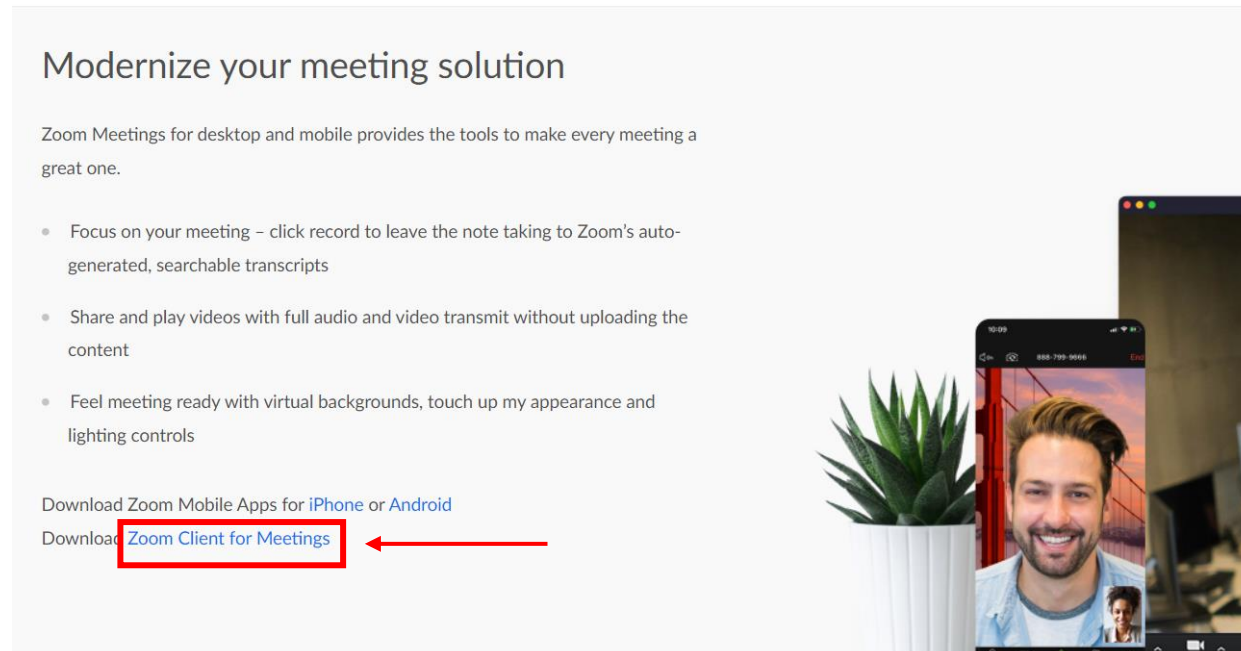 Modernize your meeting solution
Zoom Meetings for desktop and mobile provides the tools to make every meeting a
great one.
Focus on your meeting – click record to leave the note taking to Zoom's auto-
generated, searchable transcripts
Share and play videos with full audio and video transmit without uploading the
content
Feel meeting ready with virtual backgrounds, touch up my appearance and
lighting controls
Download Zoom Mobile Apps for iPhone or Android
Download Zoom Client for Meetings
10:09
888-799-9666 End